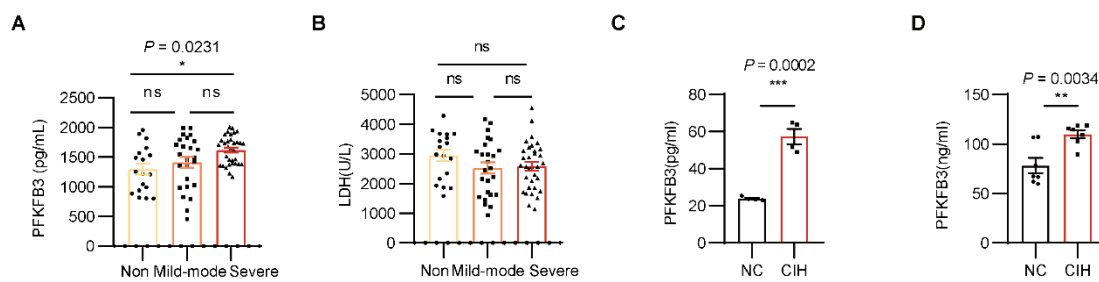 A
P = 0.0231
*
ns
ns
PFKFB3 (pg/mL)
2500
2000
1500
1000
500
0
Non Mild-mode Severe
B
ns
ns
ns
LDH(U/L)
5000
4000
3000
2000
1000
0
Non Mild-mode Severe
C
P = 0.0002
***
PFKFB3(pg/ml)
80
60
40
20
0
NC CIH
D
P = 0.0034
**
PFKFB3(ng/ml)
150
100
50
0
NC CIH